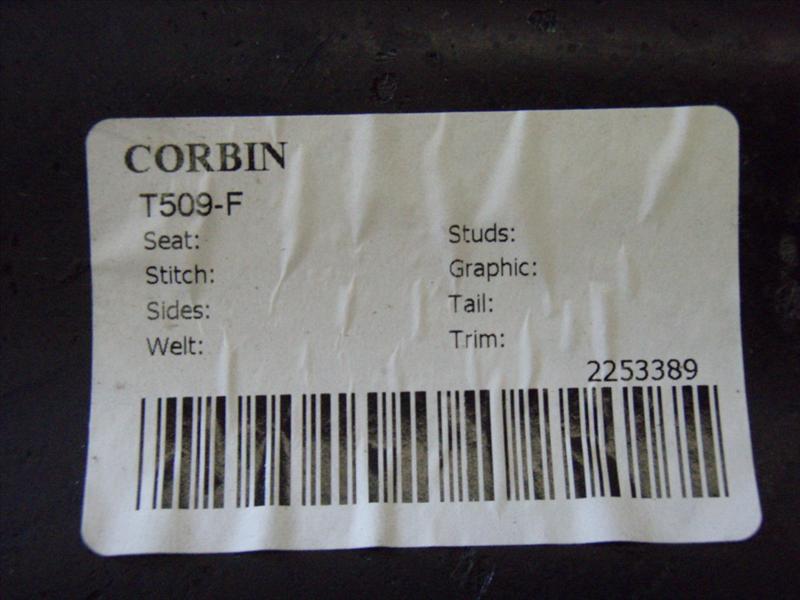 CORBIN
T509-F
Seat:
Stitch:
Sides:
Welt:
Studs:
Graphic:
Tail:
Trim:
2253389